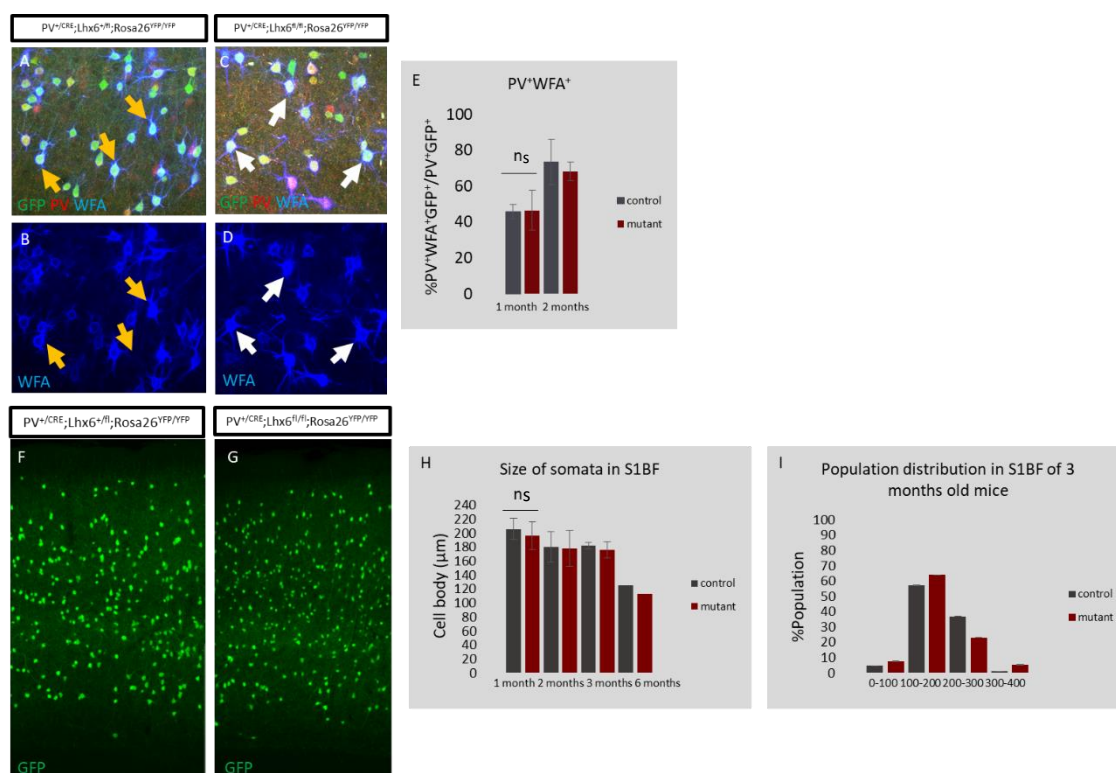 PV+/CRE;Lhx6+/fl;Rosa26YFP/YFP
PV+/CRE;Lhx6fl/fl;Rosa26YFP/YFP
A
GFP PV WFA
C
GFP PV WFA
B
WFA
D
WFA
E
PV+WFA+
%PV+WFA+GFP+/PV+GFP+
100
80
60
40
20
0
ns
1 month 2 months
control
mutant
PV+/CRE;Lhx6+/fl;Rosa26YFP/YFP
PV+/CRE;Lhx6fl/fl;Rosa26YFP/YFP
F
GFP
G
GFP
H
Size of somata in S1BF
Cell body (μm)
240
220
200
180
160
140
120
100
80
60
40
20
0
ns
1 month 2 months 3 months 6 months
control
mutant
I
Population distribution in S1BF of 3
months old mice
%Population
100
90
80
70
60
50
40
30
20
10
0
0-100 100-200 200-300 300-400
control
mutant